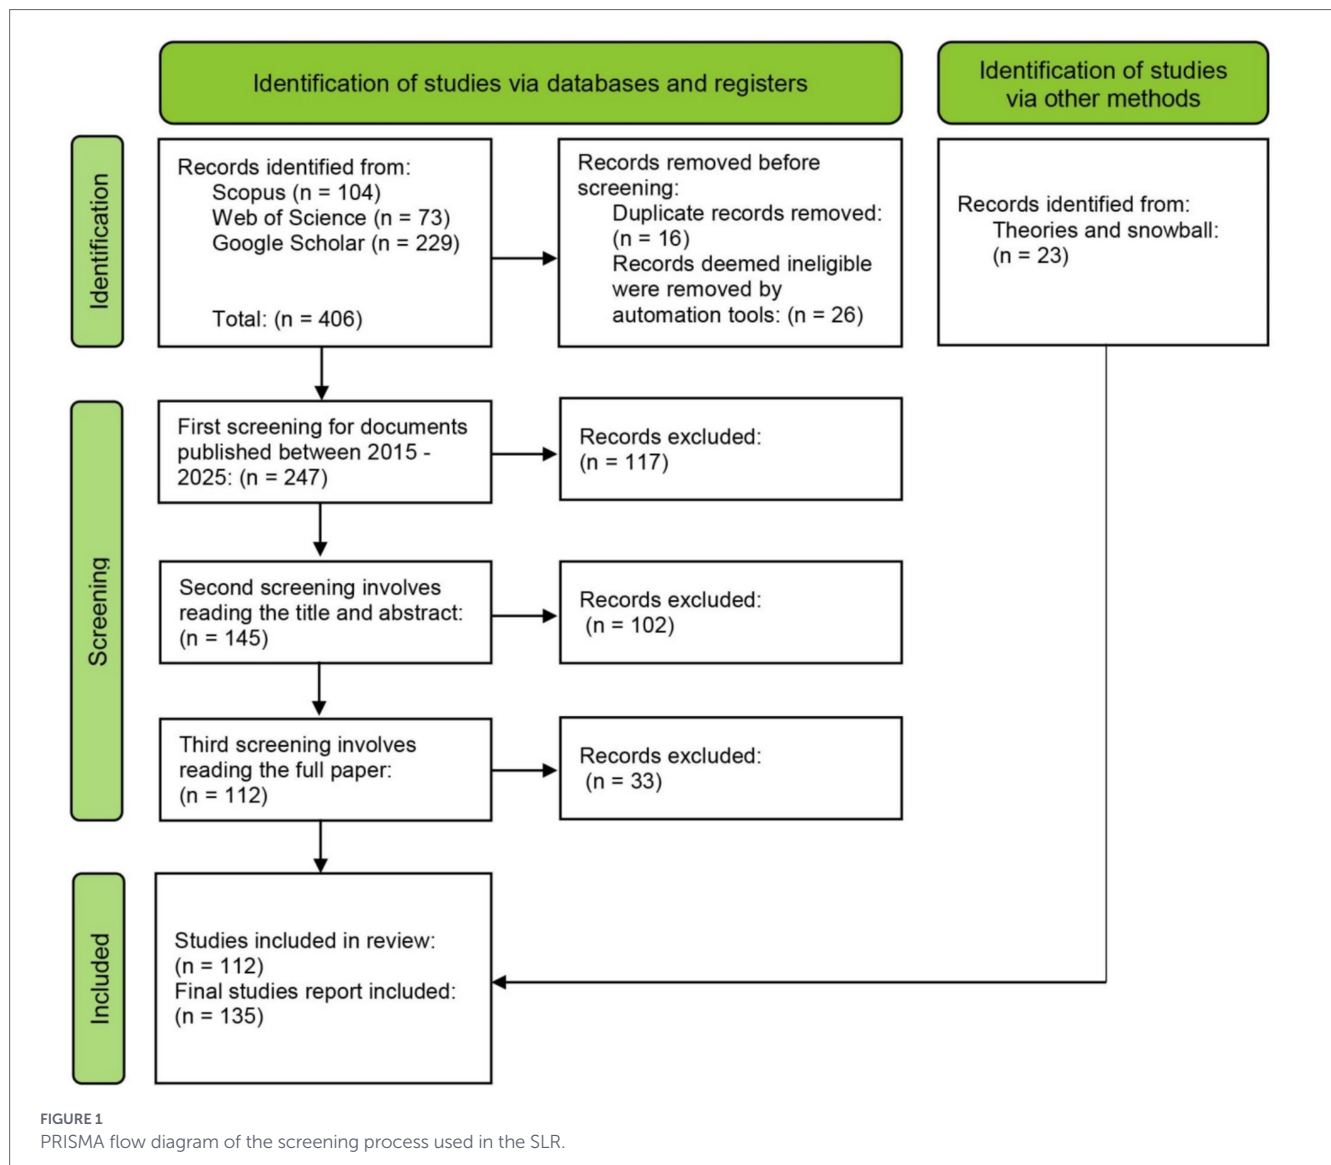 Identification of studies via databases and registers
Identification of studies
via other methods
Identification
Records identified from:
Scopus (n = 104)
Web of Science (n = 73)
Google Scholar (n = 229)
Total: (n = 406)
Records removed before
screening:
Duplicate records removed:
(n = 16)
Records deemed ineligible
were removed by
automation tools: (n = 26)
Records identified from:
Theories and snowball:
(n = 23)
Screening
First screening for documents
published between 2015 -
2025: (n = 247)
Records excluded:
(n = 117)
Second screening involves
reading the title and abstract:
(n = 145)
Records excluded:
(n = 102)
Third screening involves
reading the full paper:
(n = 112)
Records excluded:
(n = 33)
Included
Studies included in review:
(n = 112)
Final studies report included:
(n = 135)
FIGURE 1
PRISMA flow diagram of the screening process used in the SLR.